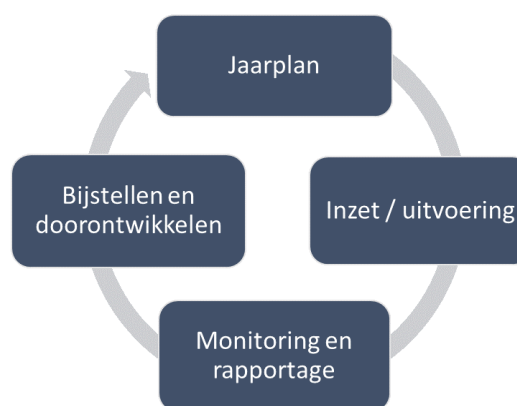 Jaarplan
Inzet / uitvoering
Monitoring en
rapportage
Bijstellen en
doorontwikkelen